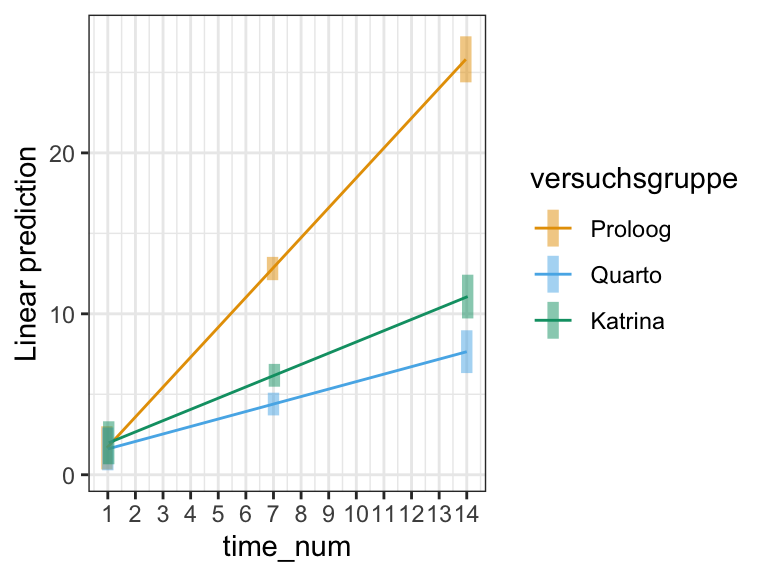 20
10
0
Linear prediction
1 2 3 4 5 6 7 8 9 10 11 12 13 14
time_num
versuchsgruppe
Proloog
Quarto
Katrina